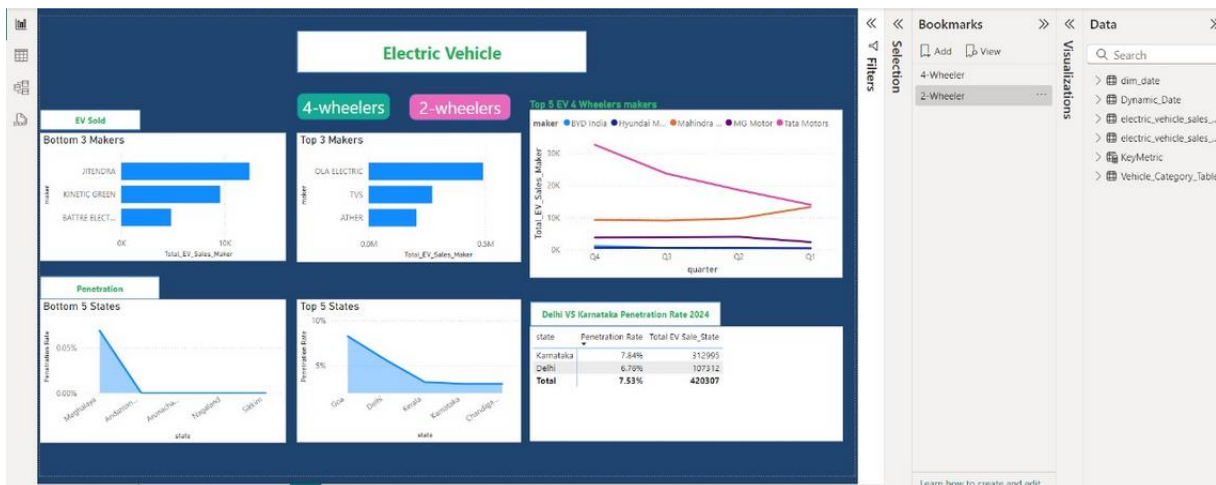 Electric Vehicle
4-wheelers
2-wheelers
EV Sold
Bottom 3 Makers
maker
JITENDRA
KINETIC GREEN
BATTRE ELECT...
0K
10K
Total_EV_Sales_Maker
Top 3 Makers
maker
OLA ELECTRIC
TVS
ATHER
0.0M
0.3M
Total_EV_Sales_Maker
Top 5 EV 4 Wheelers makers
maker BYD India Hyundai M... Mahindra ... MG Motor Tata Motors
Total_EV_Sales_Maker
30K
20K
10K
0K
Q4 Q3 Q2 Q1
quarter
Penetration
Bottom 5 States
Penetration Rate
0.05%
0.00%
Meghalaya Andaman... Arunacha... Nagaland Sikkim
state
Top 5 States
Penetration Rate
10%
5%
Goa Delhi Kerala Karnataka Chandiga...
state
Delhi VS Karnataka Penetration Rate 2024
state Penetration Rate Total EV Sale_State
Karnataka 7.84% 312995
Delhi 6.76% 107312
Total 7.53% 420307
Filters
Selection
Bookmarks
Add View
4-Wheeler
2-Wheeler ...
Learn how to create and edit
Visualizations
Data
Search
dim_date
Dynamic_Date
electric_vehicle_sales_...
electric_vehicle_sales_...
KeyMetric
Vehicle_Category_Table